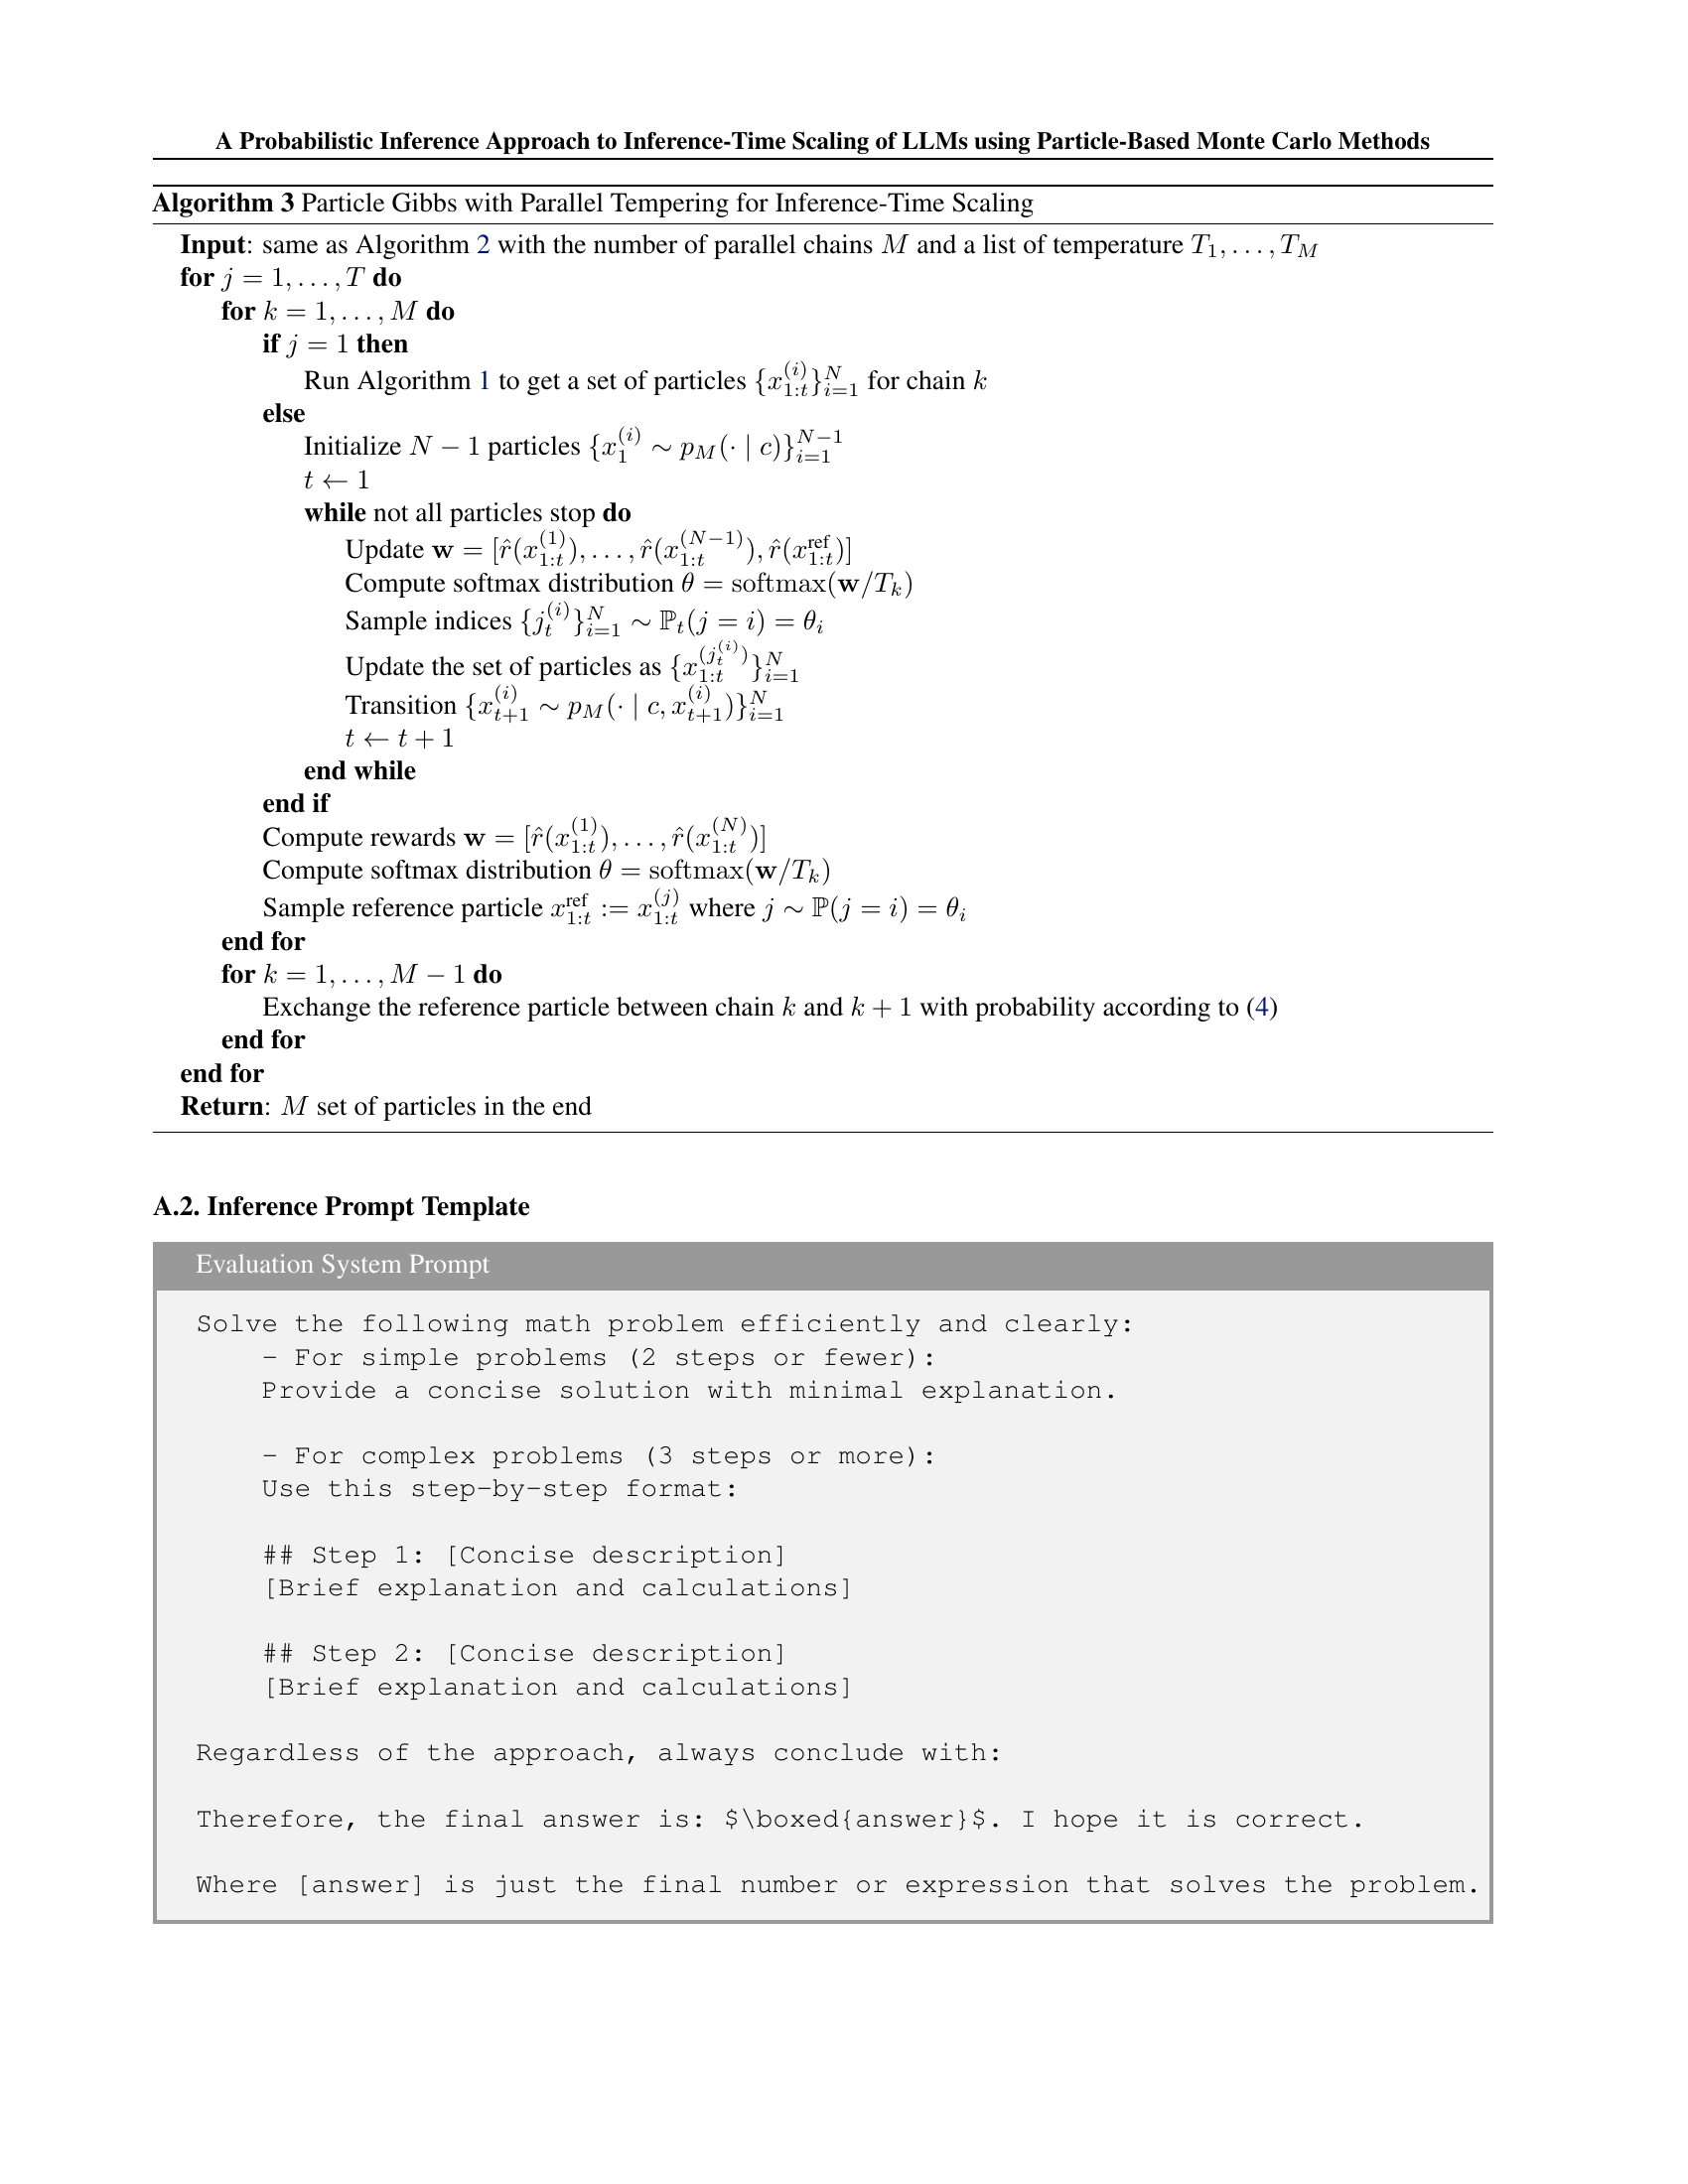 A Probabilistic Inference Approach to Inference-Time Scaling of LLMs using Particle-Based Monte Carlo Methods
Algorithm 3 Particle Gibbs with Parallel Tempering for Inference-Time Scaling
Input: same as Algorithm 2 with the number of parallel chains $M$ and a list of temperature $T_1, \ldots, T_M$
for $j = 1, \ldots, T$ do
for $k = 1, \ldots, M$ do
if $j = 1$ then
Run Algorithm 1 to get a set of particles $\{x_{1:t}^{(i)}\}_{i=1}^{N}$ for chain $k$
else
Initialize $N - 1$ particles $\{x_1^{(i)} \sim p_M(\cdot \mid c)\}_{i=1}^{N-1}$
$t \leftarrow 1$
while not all particles stop do
Update $\mathbf{w} = [\hat{r}(x_{1:t}^{(1)}), \ldots, \hat{r}(x_{1:t}^{(N-1)}), \hat{r}(x_{1:t}^{\text{ref}})]$
Compute softmax distribution $\theta = \text{softmax}(\mathbf{w}/T_k)$
Sample indices $\{j_t^{(i)}\}_{i=1}^{N} \sim \mathbb{P}_t(j = i) = \theta_i$
Update the set of particles as $\{x_{1:t}^{(j_t^{(i)})}\}_{i=1}^{N}$
Transition $\{x_{t+1}^{(i)} \sim p_M(\cdot \mid c, x_{t+1}^{(i)})\}_{i=1}^{N}$
$t \leftarrow t + 1$
end while
end if
Compute rewards $\mathbf{w} = [\hat{r}(x_{1:t}^{(1)}), \ldots, \hat{r}(x_{1:t}^{(N)})]$
Compute softmax distribution $\theta = \text{softmax}(\mathbf{w}/T_k)$
Sample reference particle $x_{1:t}^{\text{ref}} := x_{1:t}^{(j)}$ where $j \sim \mathbb{P}(j = i) = \theta_i$
end for
for $k = 1, \ldots, M - 1$ do
Exchange the reference particle between chain $k$ and $k + 1$ with probability according to (4)
end for
end for
Return: $M$ set of particles in the end
A.2. Inference Prompt Template
Evaluation System Prompt
Solve the following math problem efficiently and clearly:
- For simple problems (2 steps or fewer):
Provide a concise solution with minimal explanation.
- For complex problems (3 steps or more):
Use this step-by-step format:
## Step 1: [Concise description]
[Brief explanation and calculations]
## Step 2: [Concise description]
[Brief explanation and calculations]
Regardless of the approach, always conclude with:
Therefore, the final answer is: $\boxed{answer}$. I hope it is correct.
Where [answer] is just the final number or expression that solves the problem.